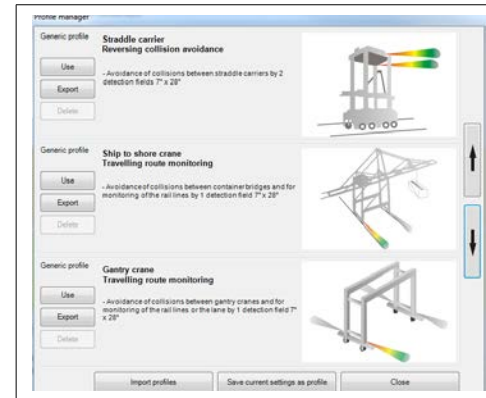 Profile manager
Generic profile
Straddle carrier
Reversing collision avoidance
Use
- Avoidance of collisions between straddle carriers by 2
detection fields 7° x 28°
Export
Delete
Generic profile
Ship to shore crane
Travelling route monitoring
Use
- Avoidance of collisions between container bridges and for
monitoring of the rail lines by 1 detection field 7° x 28°
Export
Delete
Generic profile
Gantry crane
Travelling route monitoring
Use
- Avoidance of collisions between gantry cranes and for
monitoring of the rail lines or the lane by 1 detection field 7°
x 28°
Export
Delete
Import profiles
Save current settings as profile
Close